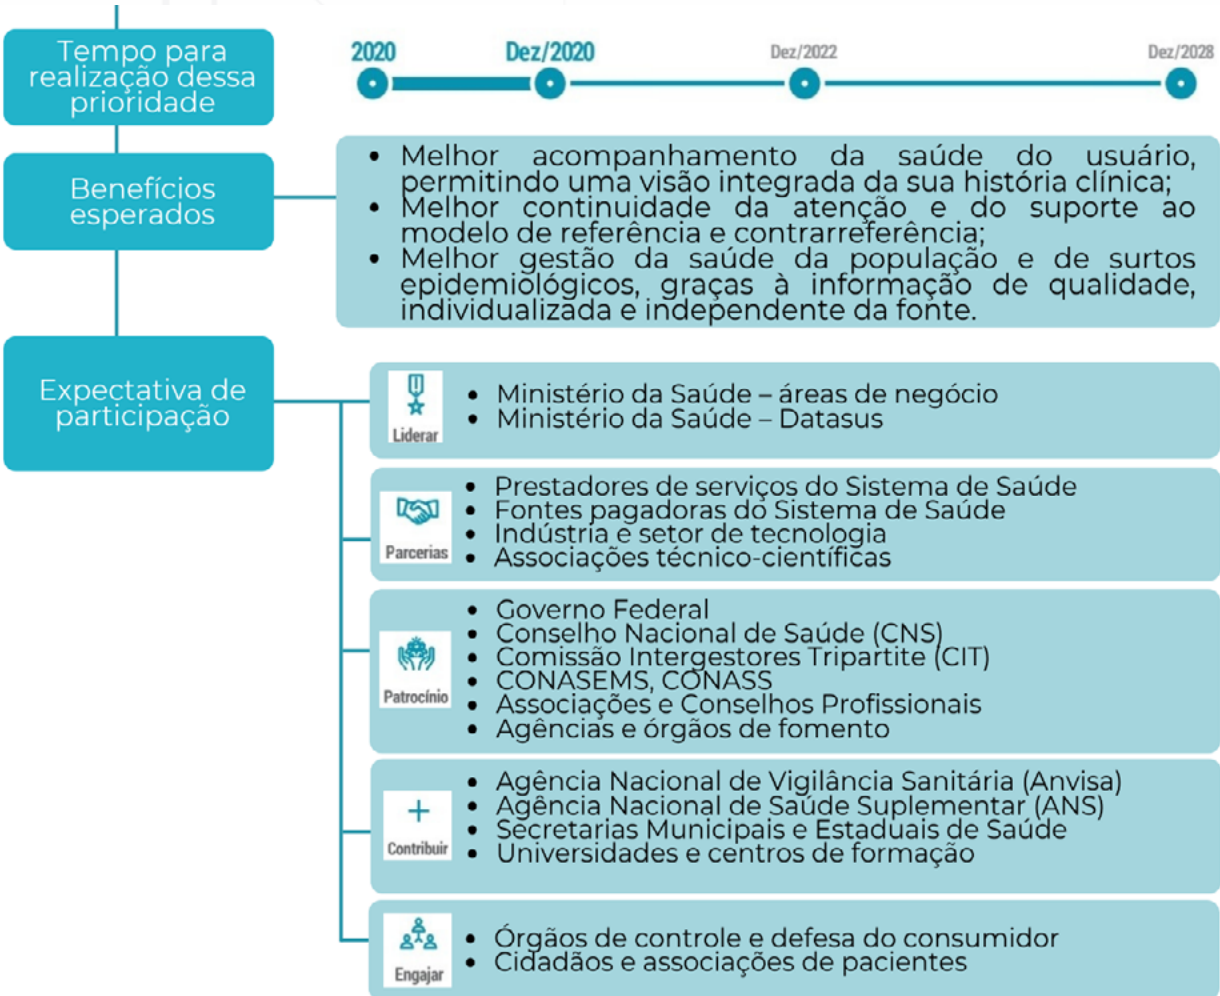 Tempo para
realização dessa
prioridade
2020
Dez/2020
Dez/2022
Dez/2028
Benefícios
esperados
• Melhor acompanhamento da saúde do usuário,
permitindo uma visão integrada da sua história clínica;
• Melhor continuidade da atenção e do suporte ao
modelo de referência e contrarreferência;
• Melhor gestão da saúde da população e de surtos
epidemiológicos, graças à informação de qualidade,
individualizada e independente da fonte.
Expectativa de
participação
Liderar
• Ministério da Saúde – áreas de negócio
• Ministério da Saúde – Datasus
Parcerias
• Prestadores de serviços do Sistema de Saúde
• Fontes pagadoras do Sistema de Saúde
• Indústria e setor de tecnologia
• Associações técnico-científicas
Patrocínio
• Governo Federal
• Conselho Nacional de Saúde (CNS)
• Comissão Intergestores Tripartite (CIT)
• CONASEMS, CONASS
• Associações e Conselhos Profissionais
• Agências e órgãos de fomento
Contribuir
• Agência Nacional de Vigilância Sanitária (Anvisa)
• Agência Nacional de Saúde Suplementar (ANS)
• Secretarias Municipais e Estaduais de Saúde
• Universidades e centros de formação
Engajar
• Órgãos de controle e defesa do consumidor
• Cidadãos e associações de pacientes